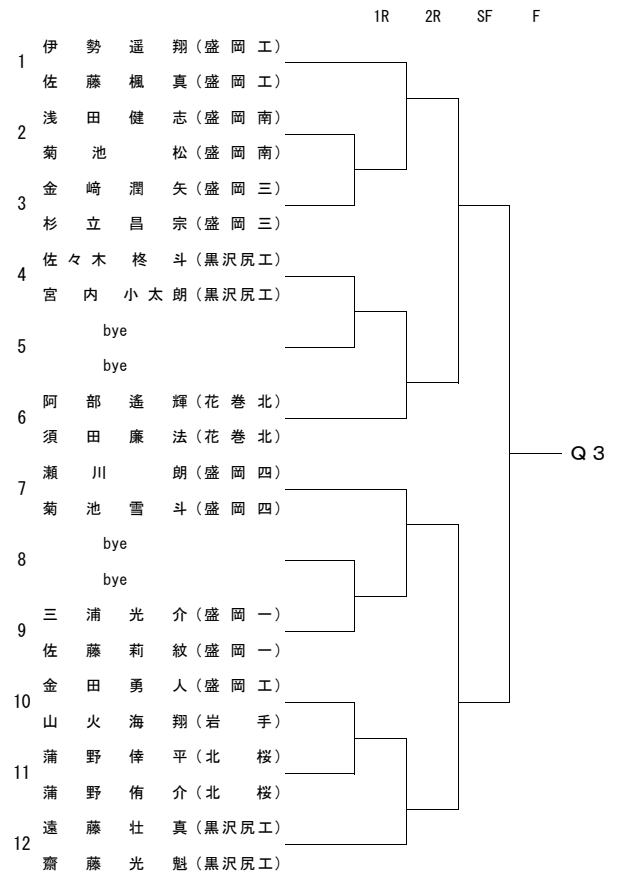 1R 2R SF F
1 伊勢遥翔(盛岡工)
佐藤楓真(盛岡工)
2 浅田健志(盛岡南)
菊池松(盛岡南)
3 金﨑潤矢(盛岡三)
杉立昌宗(盛岡三)
4 佐々木柊斗(黒沢尻工)
宮内小太朗(黒沢尻工)
5 bye
bye
6 阿部遙輝(花巻北)
須田廉法(花巻北)
Q3
7 瀬川朗(盛岡四)
菊池雪斗(盛岡四)
8 bye
bye
9 三浦光介(盛岡一)
佐藤莉紋(盛岡一)
10 金田勇人(盛岡工)
山火海翔(岩手)
11 蒲野倖平(北桜)
蒲野侑介(北桜)
12 遠藤壮真(黒沢尻工)
齋藤光魁(黒沢尻工)